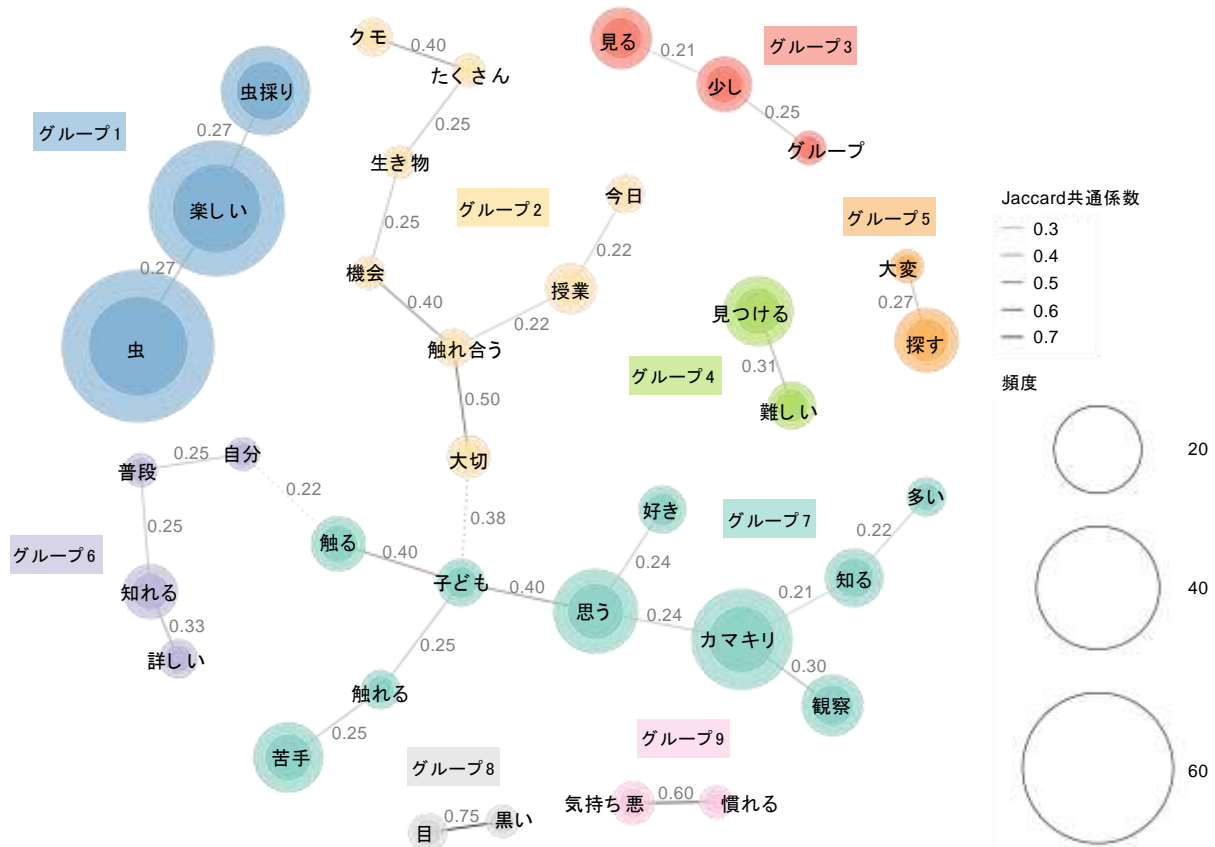 クモ
0.40
たくさん
見る
0.21
グループ3
少し
0.25
グループ
虫採り
グループ1
0.27
楽しい
0.27
虫
0.25
生き物
0.25
機会
グループ2
今日
0.22
授業
0.22
0.40
触れ合う
0.50
大切
グループ5
大変
0.27
探す
見つける
グループ4
0.31
難しい
Jaccard共通係数
0.3
0.4
0.5
0.6
0.7
頻度
20
40
60
自分
0.25
普段
0.22
0.25
グループ6
知れる
0.33
詳しい
触る
0.40
0.38
子ども
0.40
思う
0.24
好き
グループ7
0.24
カマキリ
0.21
知る
0.22
多い
0.30
観察
0.25
触れる
0.25
苦手
グループ8
目
0.75
黒い
グループ9
気持ち悪
0.60
慣れる